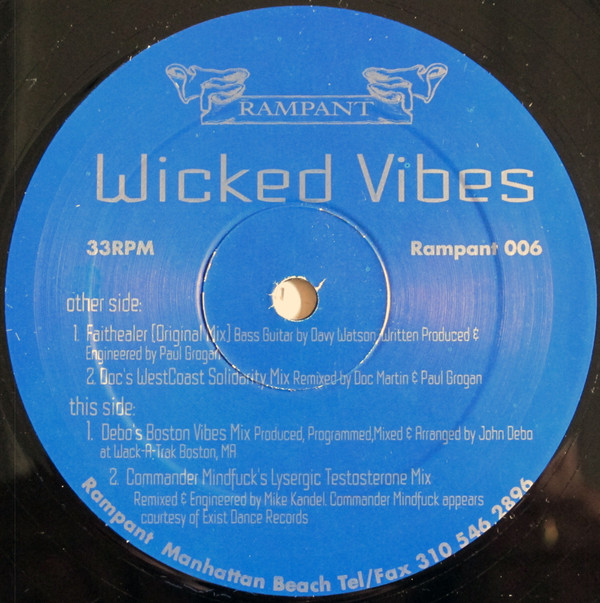 RAMPANT
Wicked Vibes
33RPM
Rampant 006
other side:
1. Faithealer (Original Mix) Bass Guitar by Davy Watson, Written Produced &
Engineered by Paul Grogan
2. Doc's WestCoast Solidarity Mix Remixed by Doc Martin & Paul Grogan
this side:
1. Debo's Boston Vibes Mix Produced, Programmed,Mixed & Arranged by John Debo
at Wack-A-Trak Boston, MA
2. Commander Mindfuck's Lysergic Testosterone Mix
Remixed & Engineered by Mike Kandel. Commander Mindfuck appears
courtesy of Exist Dance Records
Rampant Manhattan Beach Tel/Fax 310 546 2896